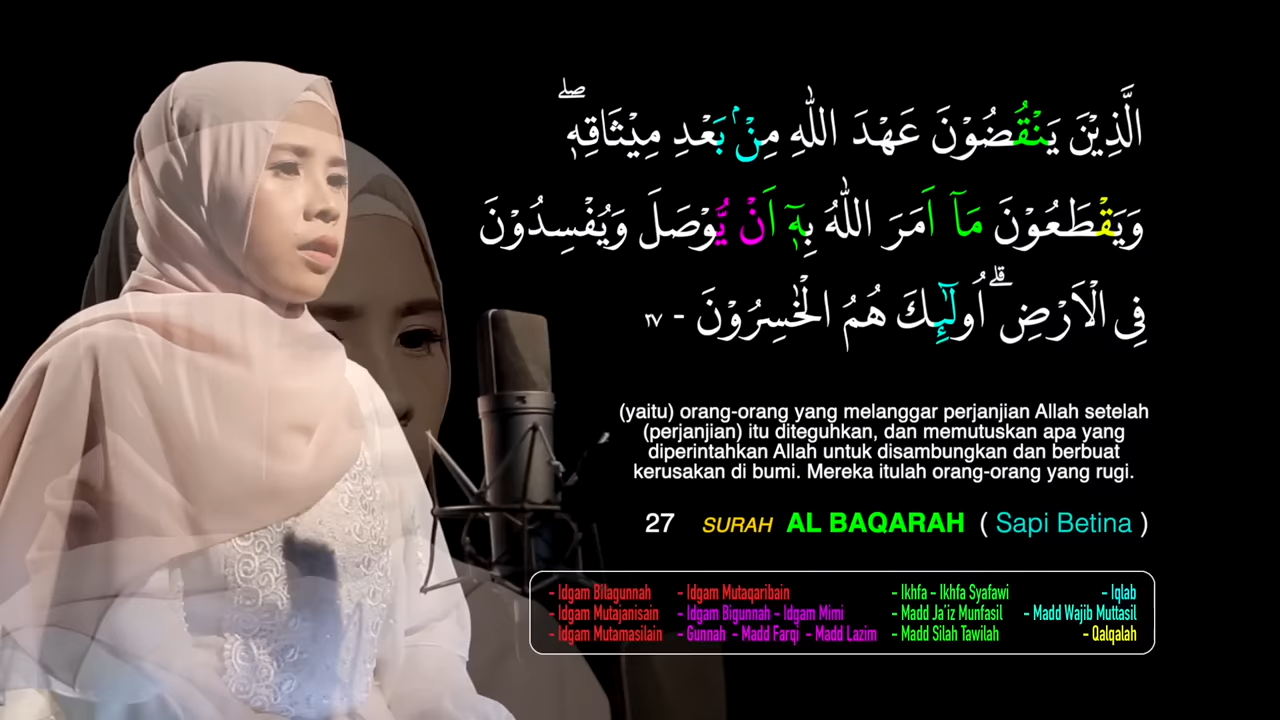 الَّذِيْنَ يَنْقُضُوْنَ عَهْدَ اللّٰهِ مِنْۢ بَعْدِ مِيْثَاقِهٖۖ
وَيَقْطَعُوْنَ مَآ اَمَرَ اللّٰهُ بِهٖٓ اَنْ يُّوْصَلَ وَيُفْسِدُوْنَ
فِى الْاَرْضِۗ اُولٰۤىِٕكَ هُمُ الْخٰسِرُوْنَ - ٢٧
(yaitu) orang-orang yang melanggar perjanjian Allah setelah
(perjanjian) itu diteguhkan, dan memutuskan apa yang
diperintahkan Allah untuk disambungkan dan berbuat
kerusakan di bumi. Mereka itulah orang-orang yang rugi.
27 SURAH AL BAQARAH ( Sapi Betina )
- Idgam Bilagunnah - Idgam Mutaqaribain - Ikhfa - Ikhfa Syafawi - Iqlab
- Idgam Mutajanisain - Idgam Bigunnah - Idgam Mimi - Madd Ja'iz Munfasil - Madd Wajib Muttasil
- Idgam Mutamasilain - Gunnah - Madd Farqi - Madd Lazim - Madd Silah Tawilah - Qalqalah